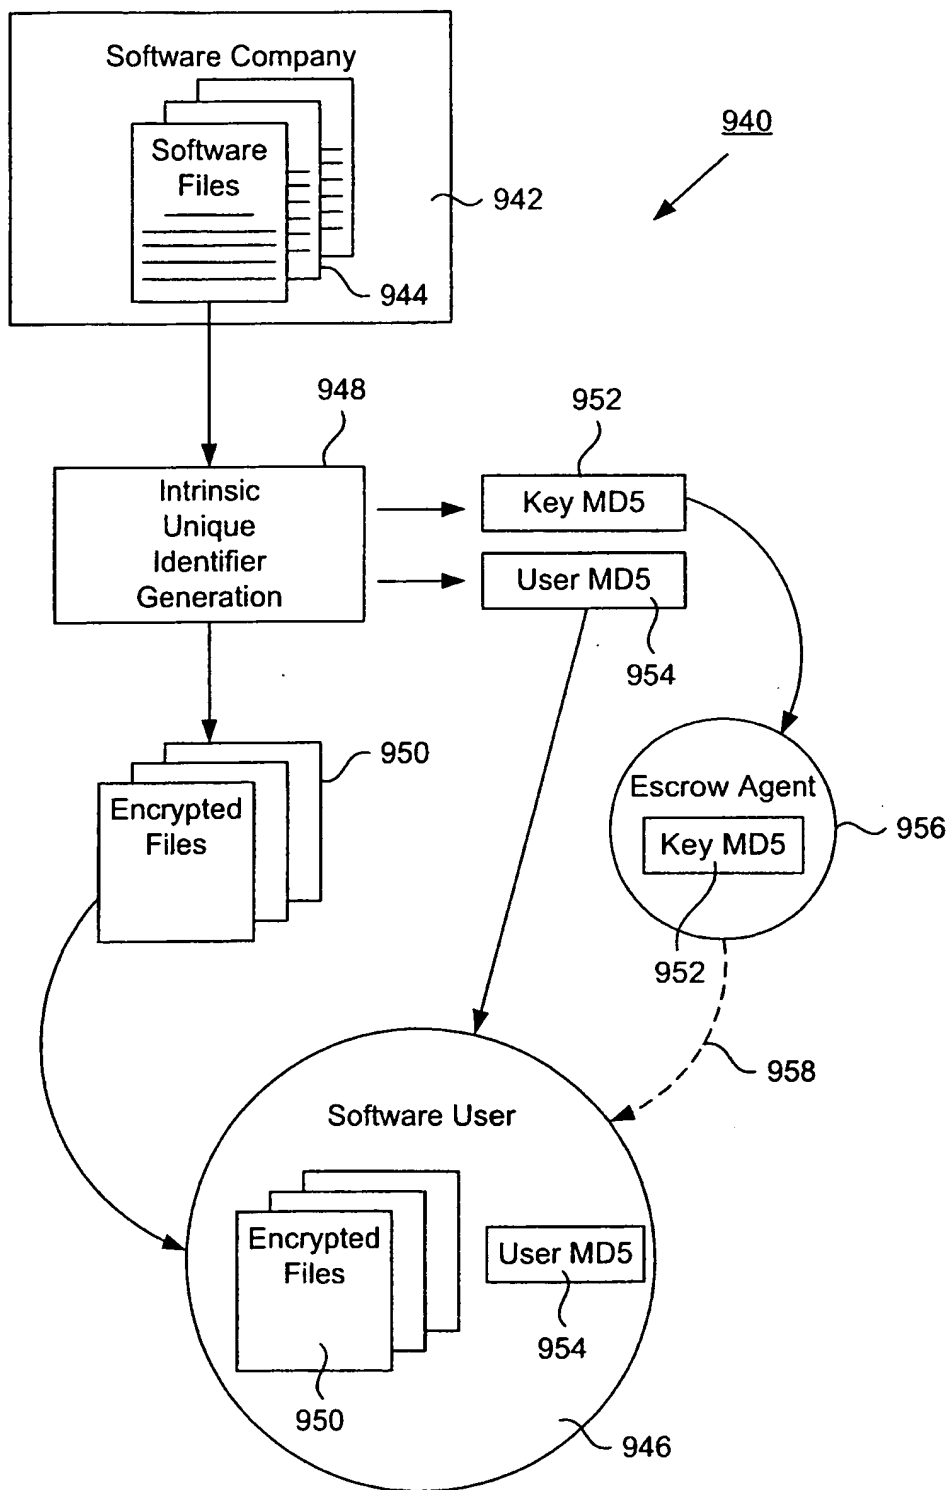 Software Company
Software
Files
940
942
944
948
952
Intrinsic
Unique
Identifier
Generation
Key MD5
User MD5
954
950
Encrypted
Files
Escrow Agent
Key MD5
956
952
958
Software User
Encrypted
Files
User MD5
954
950
946